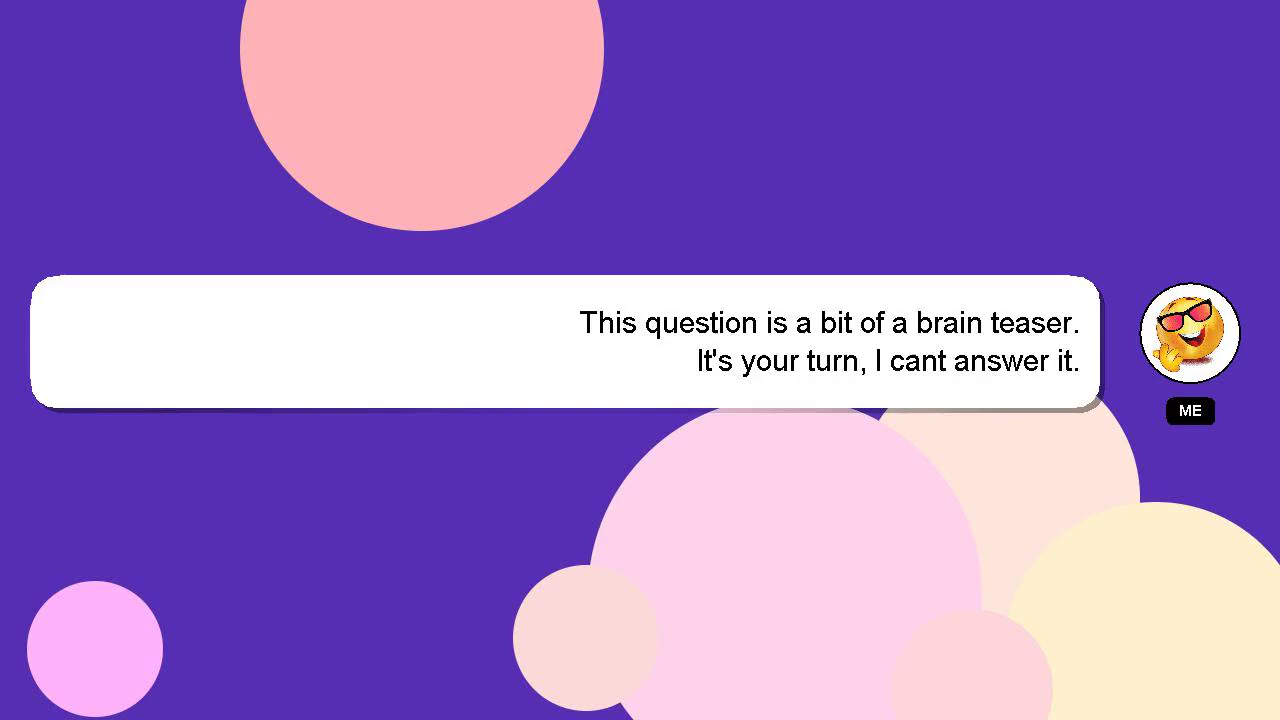 This question is a bit of a brain teaser.
It's your turn, I cant answer it.
ME